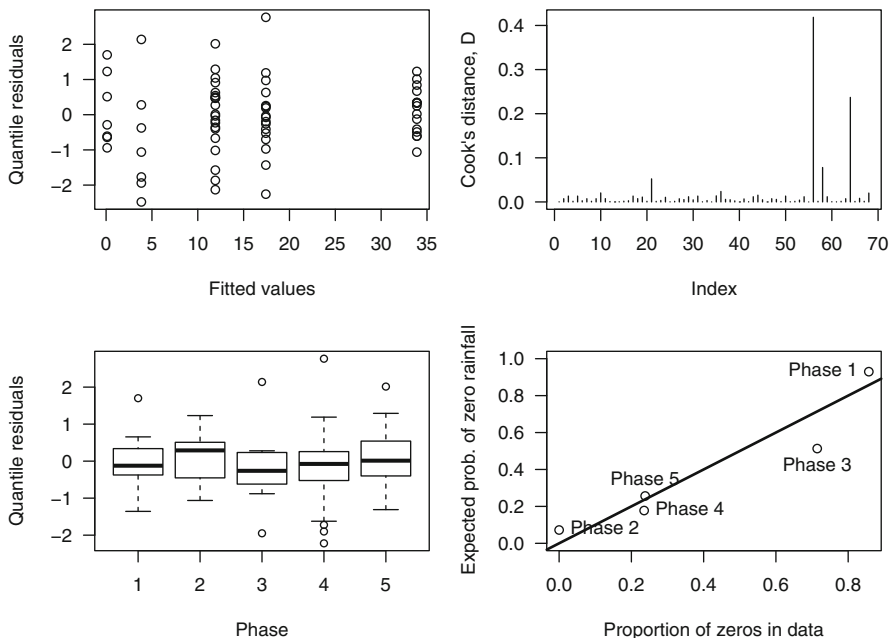 Quantile residuals
2
1
0
-1
-2
0 5 10 15 20 25 30 35
Fitted values
Cook's distance, D
0.4
0.3
0.2
0.1
0.0
0 10 20 30 40 50 60 70
Index
Quantile residuals
2
1
0
-1
-2
1 2 3 4 5
Phase
Expected prob. of zero rainfall
1.0
0.8
0.6
0.4
0.2
0.0
Phase 1
Phase 3
Phase 5
Phase 4
Phase 2
0.0 0.2 0.4 0.6 0.8
Proportion of zeros in data